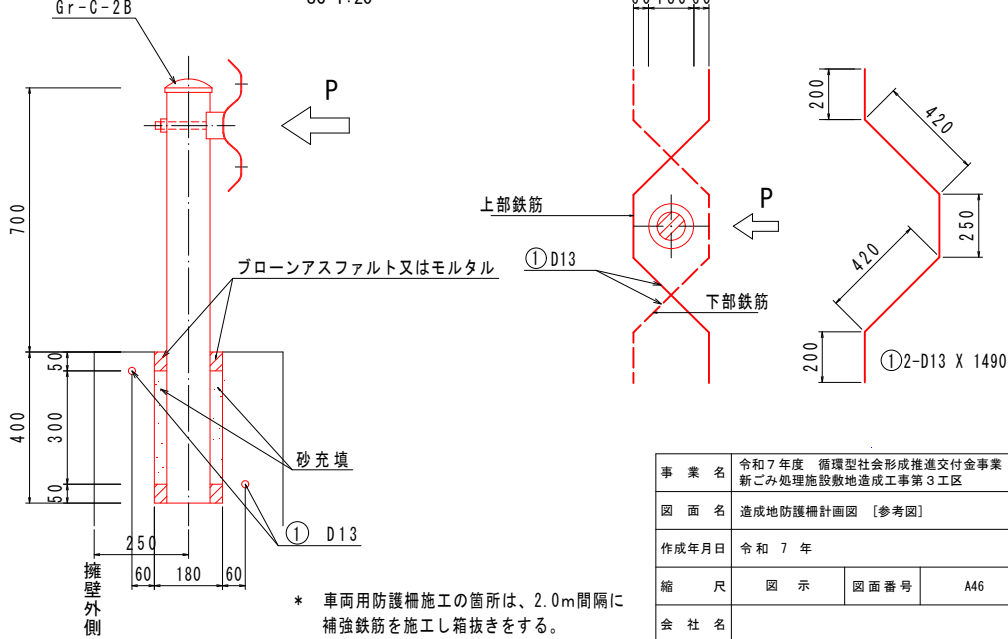 Gr-C-2B
P
700
ブローンアスファルト又はモルタル
50
400
300
50
砂充填
① D13
250
60
180
60
擁壁外側
上部鉄筋
P
①D13
下部鉄筋
200
420
250
420
200
①2-D13 X 1490
* 車両用防護柵施工の箇所は、2.0m間隔に
補強鉄筋を施工し箱抜きをする。
事業名 令和7年度 循環型社会形成推進交付金事業
新ごみ処理施設敷地造成工事第3工区
図面名 造成地防護柵計画図 [参考図]
作成年月日 令和 7 年
縮尺 図示 図面番号 A46
会社名